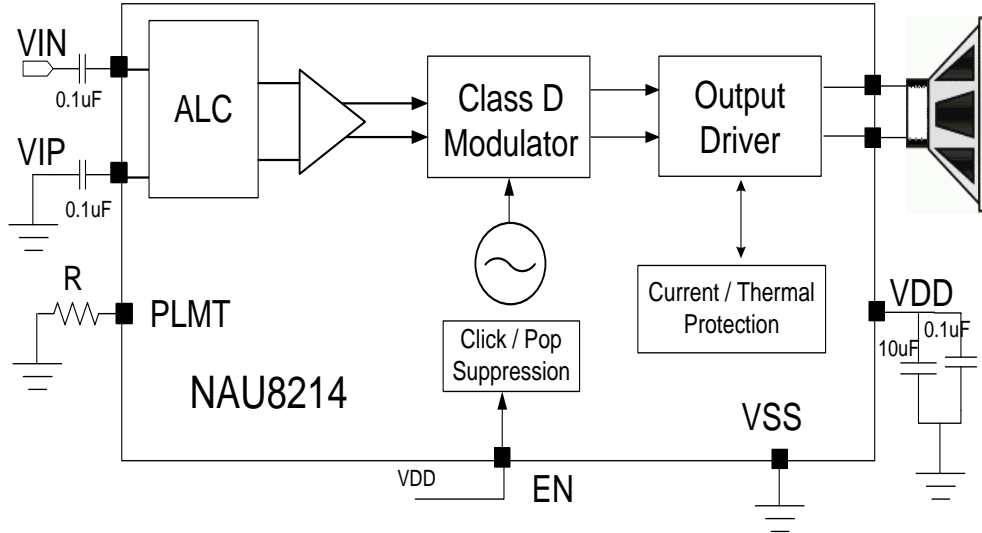 VIN
0.1uF
ALC
VIP
0.1uF
Class D
Modulator
Output
Driver
R
PLMT
Current / Thermal
Protection
VDD
0.1uF
10uF
Click / Pop
Suppression
NAU8214
VSS
VDD
EN